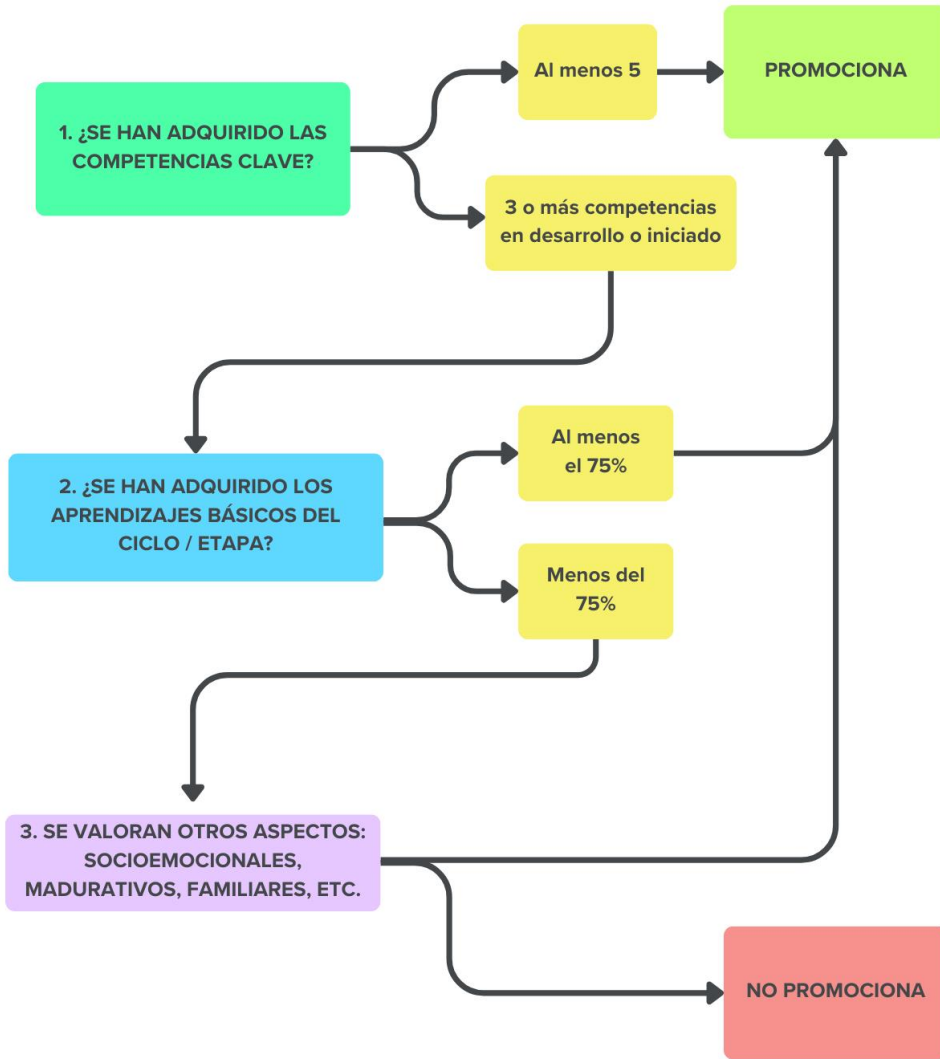 Al menos 5
PROMOCIONA
1. ¿SE HAN ADQUIRIDO LAS
COMPETENCIAS CLAVE?
3 o más competencias
en desarrollo o iniciado
Al menos
el 75%
2. ¿SE HAN ADQUIRIDO LOS
APRENDIZAJES BÁSICOS DEL
CICLO / ETAPA?
Menos del
75%
3. SE VALORAN OTROS ASPECTOS:
SOCIOEMOCIONALES,
MADURATIVOS, FAMILIARES, ETC.
NO PROMOCIONA